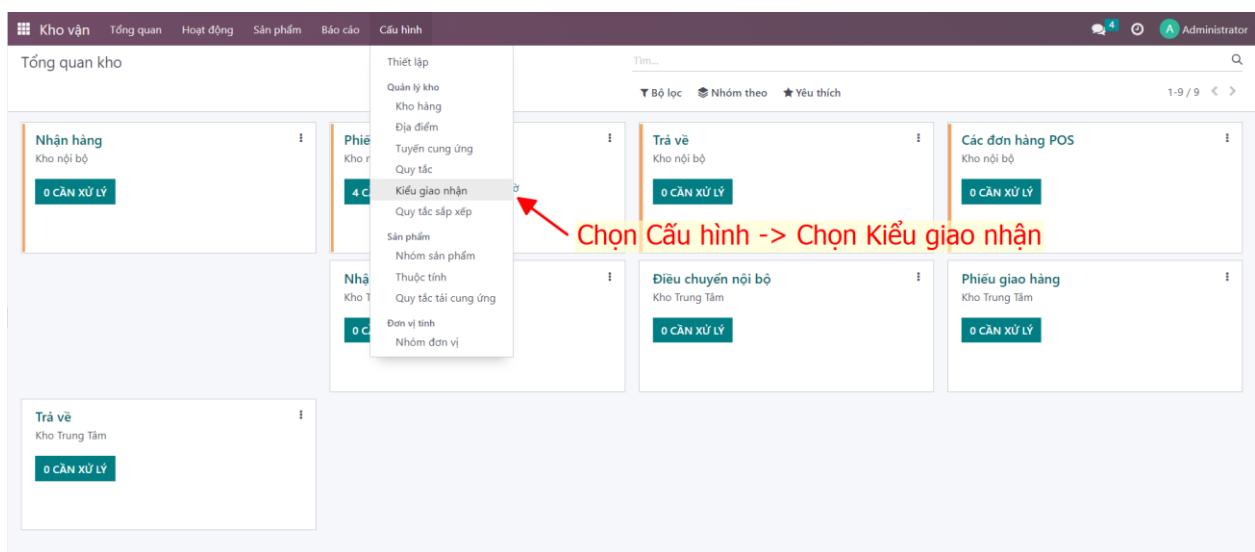 Kho vận Tổng quan Hoạt động Sản phẩm Báo cáo Cấu hình 4 A Administrator
Tổng quan kho
Tìm...
Bộ lọc Nhóm theo Yêu thích 1-9 / 9
Thiết lập
Quản lý kho
Kho hàng
Địa điểm
Tuyến cung ứng
Quy tắc
Kiểu giao nhận
Quy tắc sắp xếp
Sản phẩm
Nhóm sản phẩm
Thuộc tính
Quy tắc tái cung ứng
Đơn vị tính
Nhóm đơn vị
Nhận hàng
Kho nội bộ
0 CẦN XỬ LÝ
Phiế
Kho n
4 C
ờ
Trả về
Kho nội bộ
0 CẦN XỬ LÝ
Các đơn hàng POS
Kho nội bộ
0 CẦN XỬ LÝ
Chọn Cấu hình -> Chọn Kiểu giao nhận
Nhậ
Kho T
0 C
Điều chuyển nội bộ
Kho Trung Tâm
0 CẦN XỬ LÝ
Phiếu giao hàng
Kho Trung Tâm
0 CẦN XỬ LÝ
Trả về
Kho Trung Tâm
0 CẦN XỬ LÝ